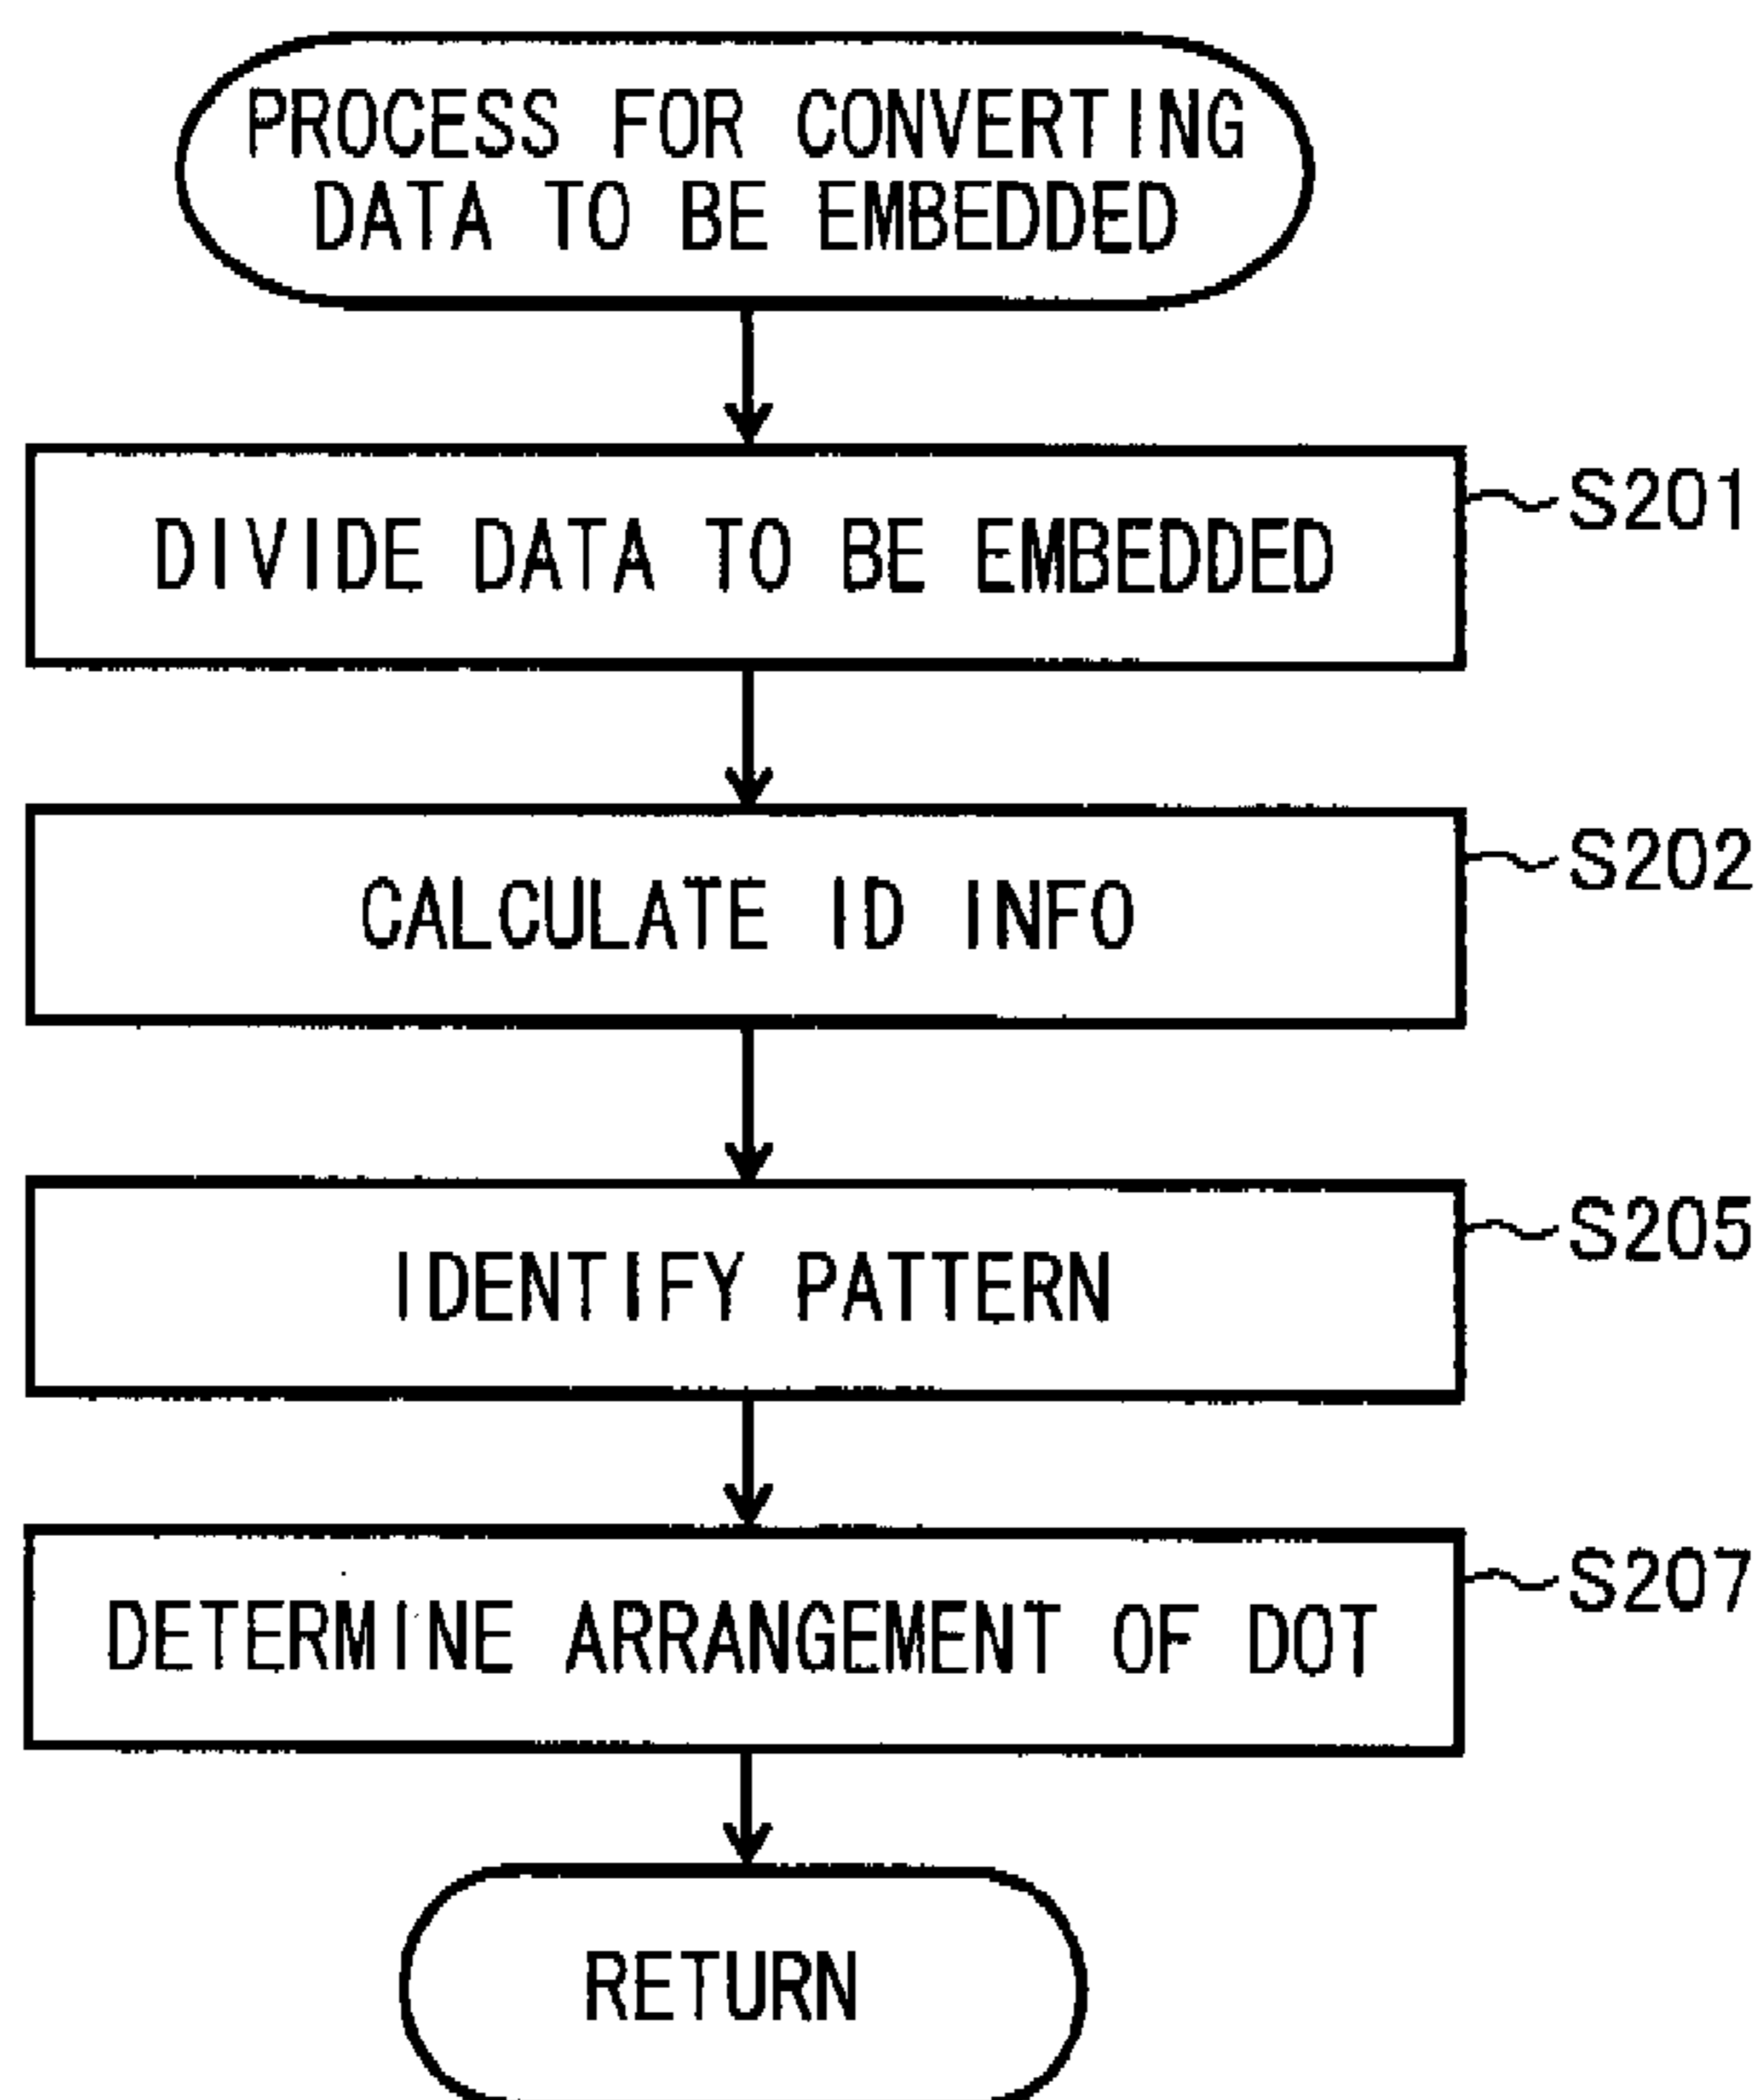 PROCESS FOR CONVERTING
DATA TO BE EMBEDDED
DIVIDE DATA TO BE EMBEDDED
S201
CALCULATE ID INFO
S202
IDENTIFY PATTERN
S205
DETERMINE ARRANGEMENT OF DOT
S207
RETURN